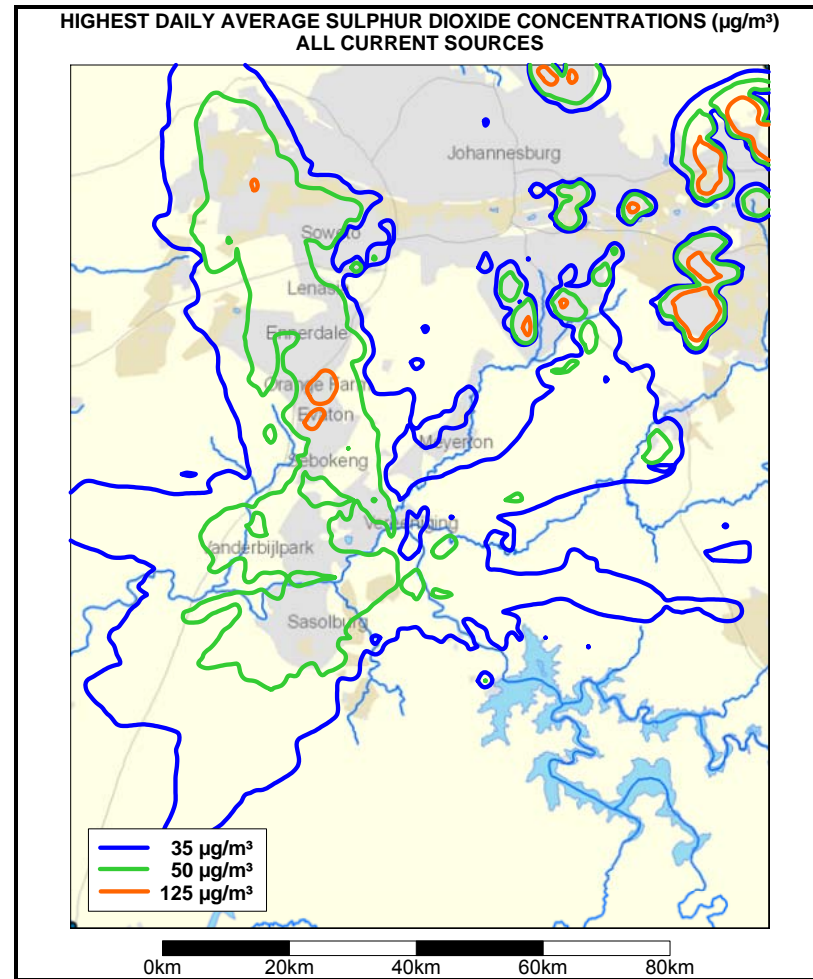 HIGHEST DAILY AVERAGE SULPHUR DIOXIDE CONCENTRATIONS (µg/m³)
ALL CURRENT SOURCES
Johannesburg
Soweto
Lenasia
Ennerdale
Orange Farm
Evaton
Meyerton
Sebokeng
Vereeniging
Vanderbijlpark
Sasolburg
35 µg/m³
50 µg/m³
125 µg/m³
0km 20km 40km 60km 80km